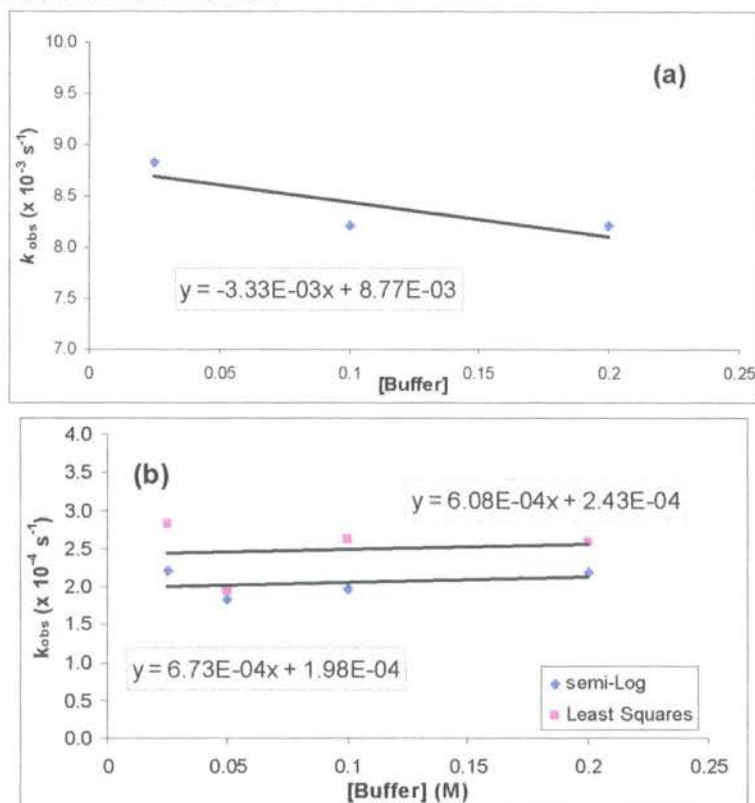 10.0
(a)
9.5
9.0
8.5
8.0
7.5
7.0
k obs (x 10⁻³ s⁻¹)
y = -3.33E-03x + 8.77E-03
0 0.05 0.1 0.15 0.2 0.25
[Buffer]
4.0
(b)
3.5
3.0
2.5
2.0
1.5
1.0
0.5
0.0
kobs (x 10⁻⁴ s⁻¹)
y = 6.08E-04x + 2.43E-04
y = 6.73E-04x + 1.98E-04
semi-Log
Least Squares
0.00 0.05 0.1 0.15 0.2 0.25
[Buffer] (M)